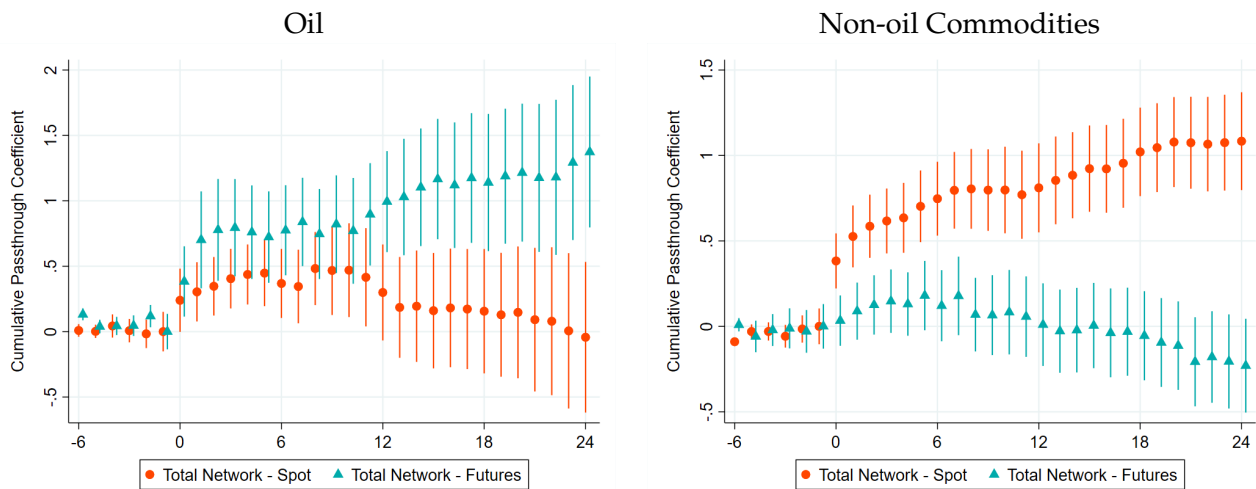 Oil
Cumulative Passthrough Coefficient
2
1.5
1
.5
0
-.5
-6 0 6 12 18 24
Total Network - Spot Total Network - Futures
Non-oil Commodities
Cumulative Passthrough Coefficient
1.5
1
.5
0
-.5
-6 0 6 12 18 24
Total Network - Spot Total Network - Futures